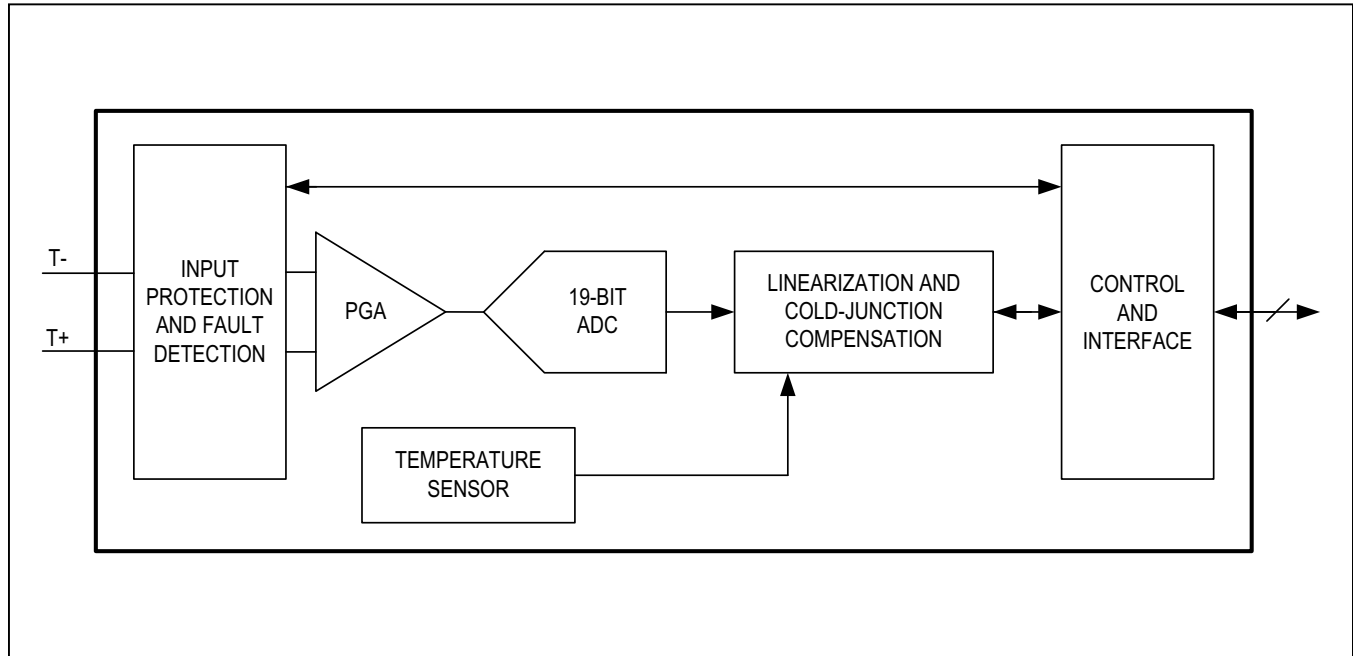 T-
T+
INPUT
PROTECTION
AND FAULT
DETECTION
PGA
19-BIT
ADC
LINEARIZATION AND
COLD-JUNCTION
COMPENSATION
CONTROL
AND
INTERFACE
TEMPERATURE
SENSOR